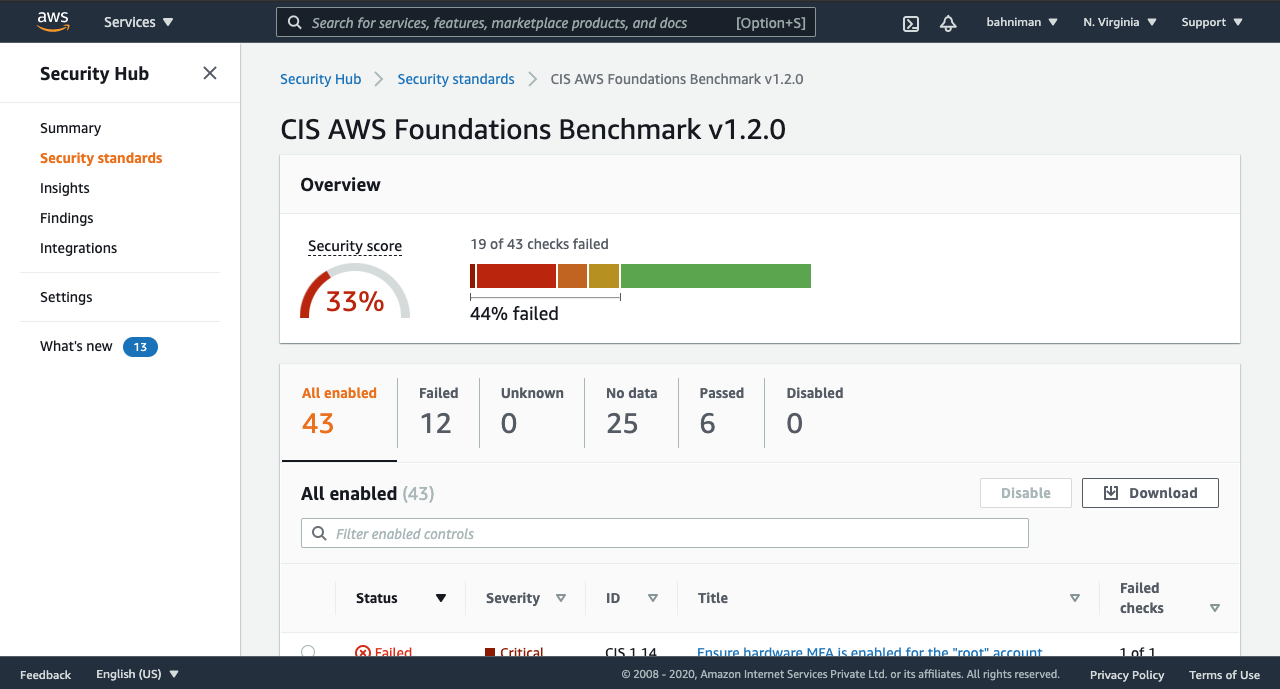 aws Services Search for services, features, marketplace products, and docs [Option+S] bahniman N. Virginia Support
Security Hub
Summary
Security standards
Insights
Findings
Integrations
Settings
What's new 13
Security Hub Security standards CIS AWS Foundations Benchmark v1.2.0
CIS AWS Foundations Benchmark v1.2.0
Overview
Security score
33%
19 of 43 checks failed
44% failed
All enabled Failed Unknown No data Passed Disabled
43 12 0 25 6 0
All enabled (43) Disable Download
Filter enabled controls
Status Severity ID Title Failed checks
Failed Critical CIS 1.14 Ensure hardware MFA is enabled for the "root" account 1 of 1
Feedback English (US) © 2008 - 2020, Amazon Internet Services Private Ltd. or its affiliates. All rights reserved. Privacy Policy Terms of Use